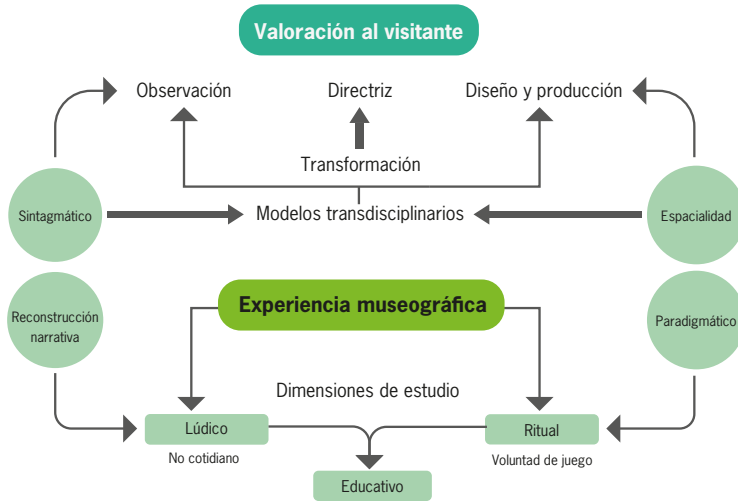 Valoración al visitante
Observación
Directriz
Diseño y producción
Transformación
Sintagmático
Modelos transdisciplinarios
Espacialidad
Experiencia museográfica
Reconstrucción
narrativa
Paradigmático
Dimensiones de estudio
Lúdico
Ritual
No cotidiano
Voluntad de juego
Educativo